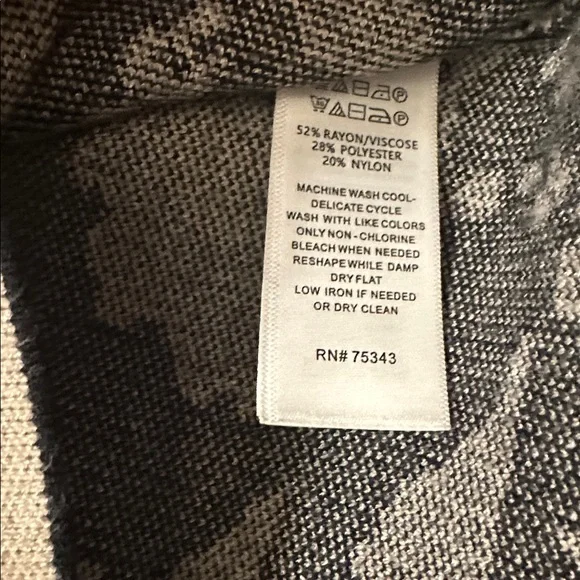 52% RAYON/VISCOSE
28% POLYESTER
20% NYLON
MACHINE WASH COOL-
DELICATE CYCLE
WASH WITH LIKE COLORS
ONLY NON-CHLORINE
BLEACH WHEN NEEDED
RESHAPE WHILE DAMP
DRY FLAT
LOW IRON IF NEEDED
OR DRY CLEAN
RN# 75343